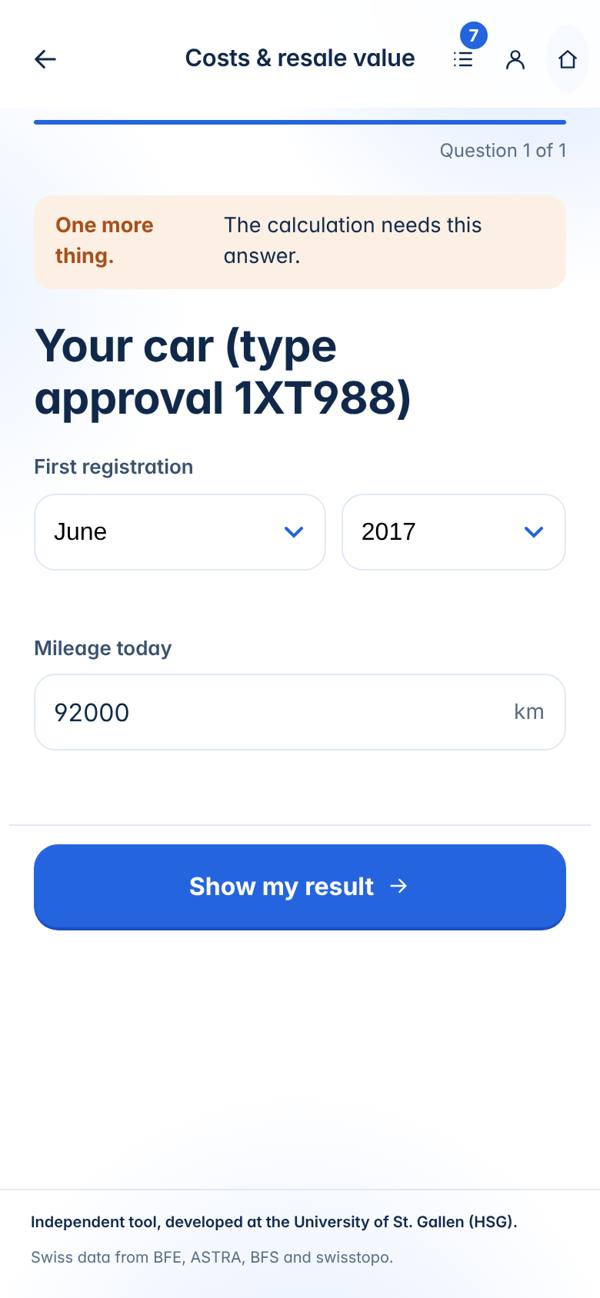 7
Costs & resale value
Question 1 of 1
One more
thing.
The calculation needs this
answer.
Your car (type
approval 1XT988)
First registration
June
2017
Mileage today
92000
km
Show my result →
Independent tool, developed at the University of St. Gallen (HSG).
Swiss data from BFE, ASTRA, BFS and swisstopo.